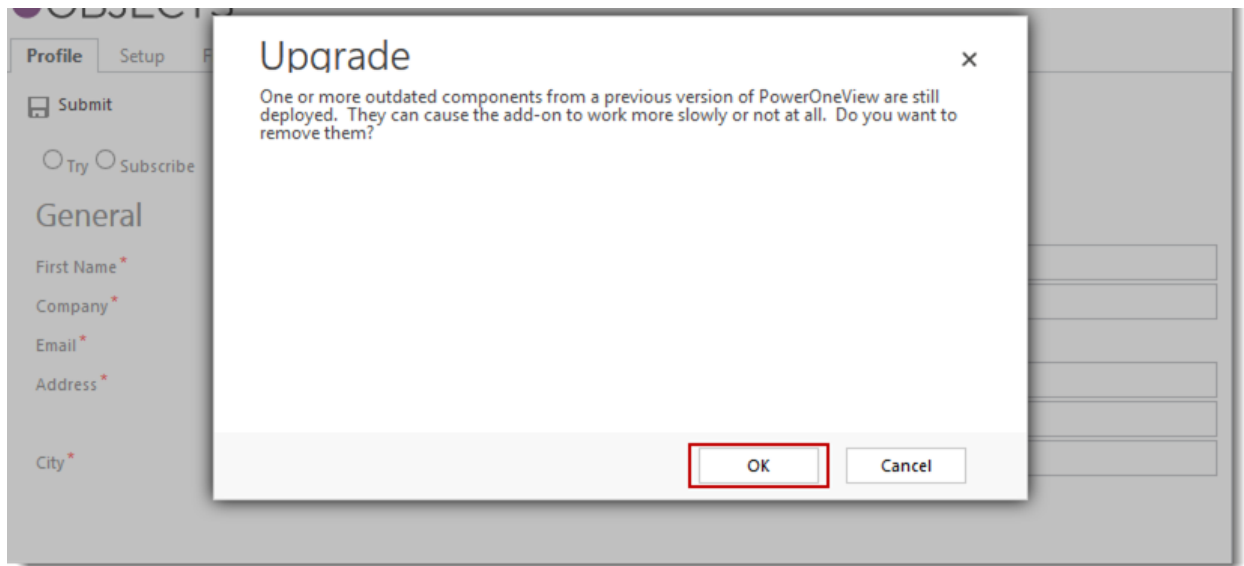 OBJECTS
Upgrade
Profile Setup F
One or more outdated components from a previous version of PowerOneView are still
deployed. They can cause the add-on to work more slowly or not at all. Do you want to
remove them?
Submit
Try Subscribe
General
First Name*
Company*
Email*
Address*
City*
OK Cancel